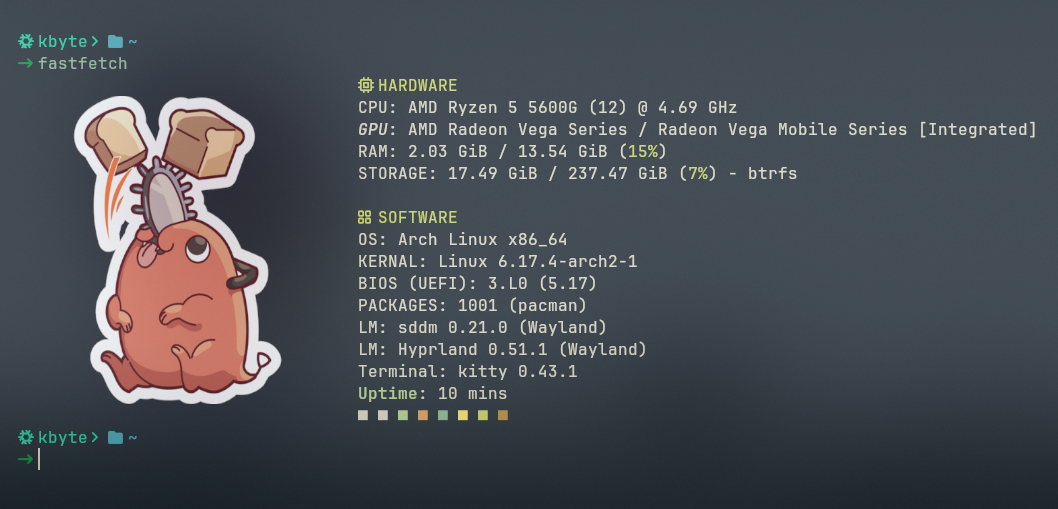 kbyte> ~
→ fastfetch
HARDWARE
CPU: AMD Ryzen 5 5600G (12) @ 4.69 GHz
GPU: AMD Radeon Vega Series / Radeon Vega Mobile Series [Integrated]
RAM: 2.03 GiB / 13.54 GiB (15%)
STORAGE: 17.49 GiB / 237.47 GiB (7%) - btrfs
SOFTWARE
OS: Arch Linux x86_64
KERNAL: Linux 6.17.4-arch2-1
BIOS (UEFI): 3.L0 (5.17)
PACKAGES: 1001 (pacman)
LM: sddm 0.21.0 (Wayland)
LM: Hyprland 0.51.1 (Wayland)
Terminal: kitty 0.43.1
Uptime: 10 mins
kbyte> ~
→